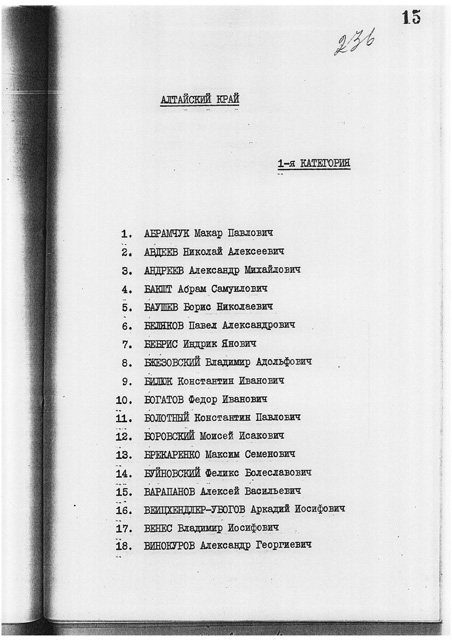 15
236
АЛТАЙСКИЙ КРАЙ
1-я КАТЕГОРИЯ
1. АБРАМЧУК Макар Павлович
2. АВДЕЕВ Николай Алексеевич
3. АНДРЕЕВ Александр Михайлович
4. БАКШТ Абрам Самуилович
5. БАУШЕВ Борис Николаевич
6. БЕЛЯКОВ Павел Александрович
7. БЕБРИС Индрик Янович
8. БЖЕЗОВСКИЙ Владимир Адольфович
9. БИЛЮК Константин Иванович
10. БОГАТОВ Федор Иванович
11. БОЛОТНЫЙ Константин Павлович
12. БОРОВСКИЙ Моисей Исакович
13. БРЕКАРЕНКО Максим Семенович
14. БУЙНОВСКИЙ Феликс Болеславович
15. ВАРАПАНОВ Алексей Васильевич
16. ВЕИЦХЕНДЛЕР-УБОГОВ Аркадий Иосифович
17. ВЕНЕС Владимир Иосифович
18. ВИНОКУРОВ Александр Георгиевич